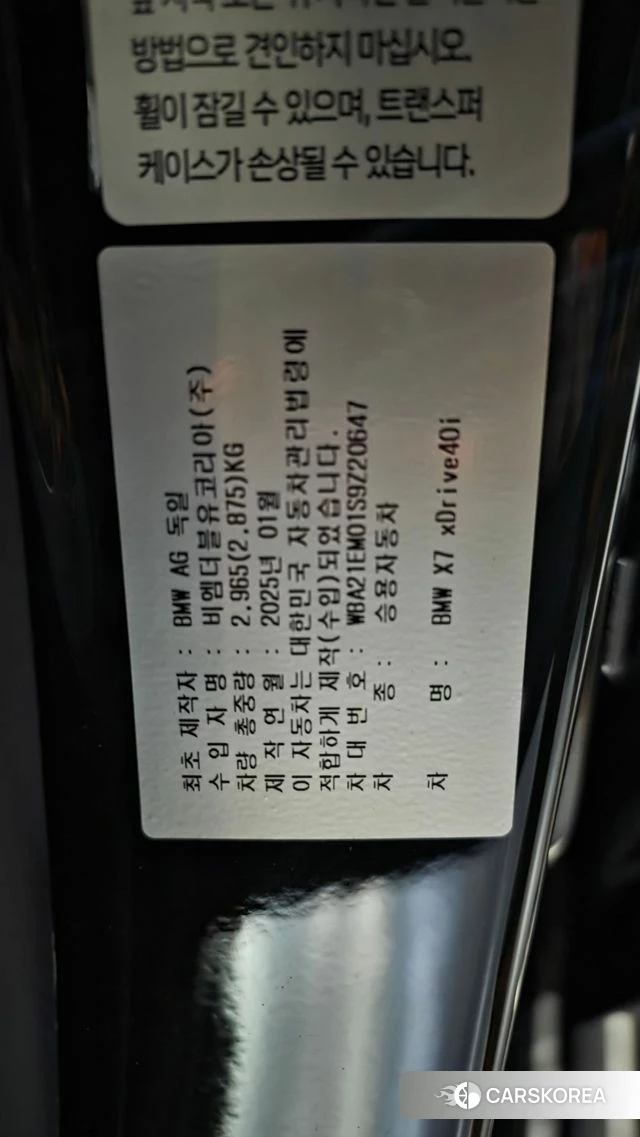 방법으로 견인하지 마십시오.
휠이 잠길 수 있으며, 트랜스퍼
케이스가 손상될 수 있습니다.
최초 제작자 : BMW AG 독일
수 입 자 명 : 비엠더블유코리아(주)
차량 총중량 : 2,965(2,875)KG
제 작 연 월 : 2025년 01월
이 자동차는 대한민국 자동차관리법령에
적합하게 제작(수입)되었습니다.
차 대 번 호 : WBA21EM01S9Z20647
차 종 : 승용자동차
차 명 : BMW X7 xDrive40i
CARSKOREA